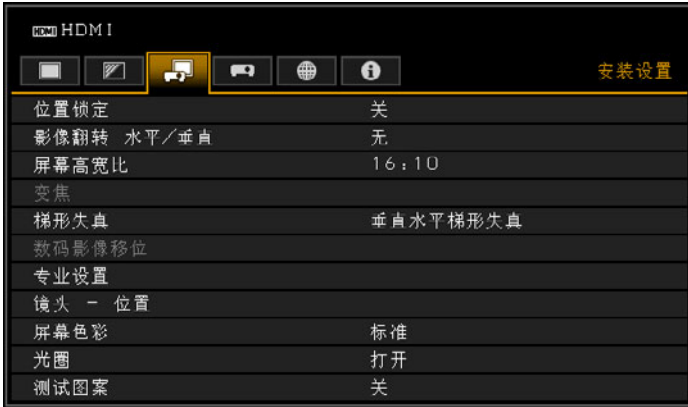 HDMI HDMI
安装设置
位置锁定 关
影像翻转 水平/垂直 无
屏幕高宽比 16:10
变焦
梯形失真 垂直水平梯形失真
数码影像移位
专业设置
镜头 - 位置
屏幕色彩 标准
光圈 打开
测试图案 关